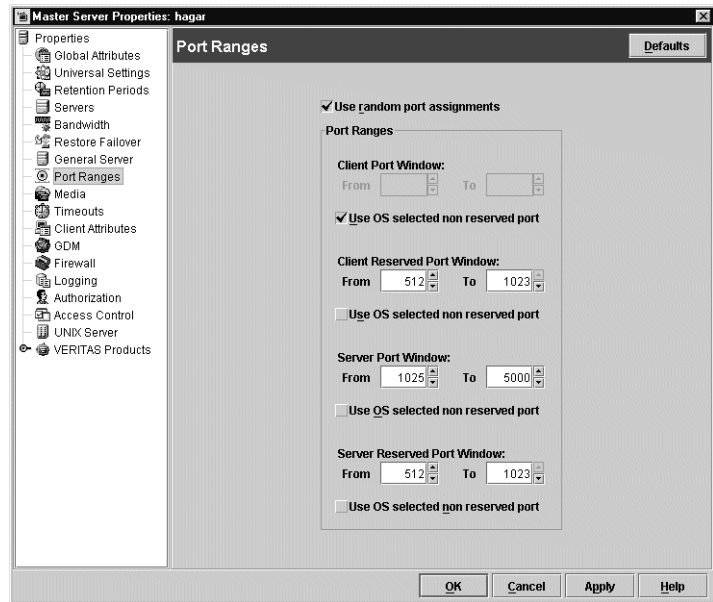 Master Server Properties: hagar
Properties
Global Attributes
Universal Settings
Retention Periods
Servers
Bandwidth
Restore Failover
General Server
Port Ranges
Media
Timeouts
Client Attributes
GDM
Firewall
Logging
Authorization
Access Control
UNIX Server
VERITAS Products
Port Ranges
Defaults
Use random port assignments
Port Ranges
Client Port Window:
From To
Use OS selected non reserved port
Client Reserved Port Window:
From 512 To 1023
Use OS selected non reserved port
Server Port Window:
From 1025 To 5000
Use OS selected non reserved port
Server Reserved Port Window:
From 512 To 1023
Use OS selected non reserved port
OK Cancel Apply Help